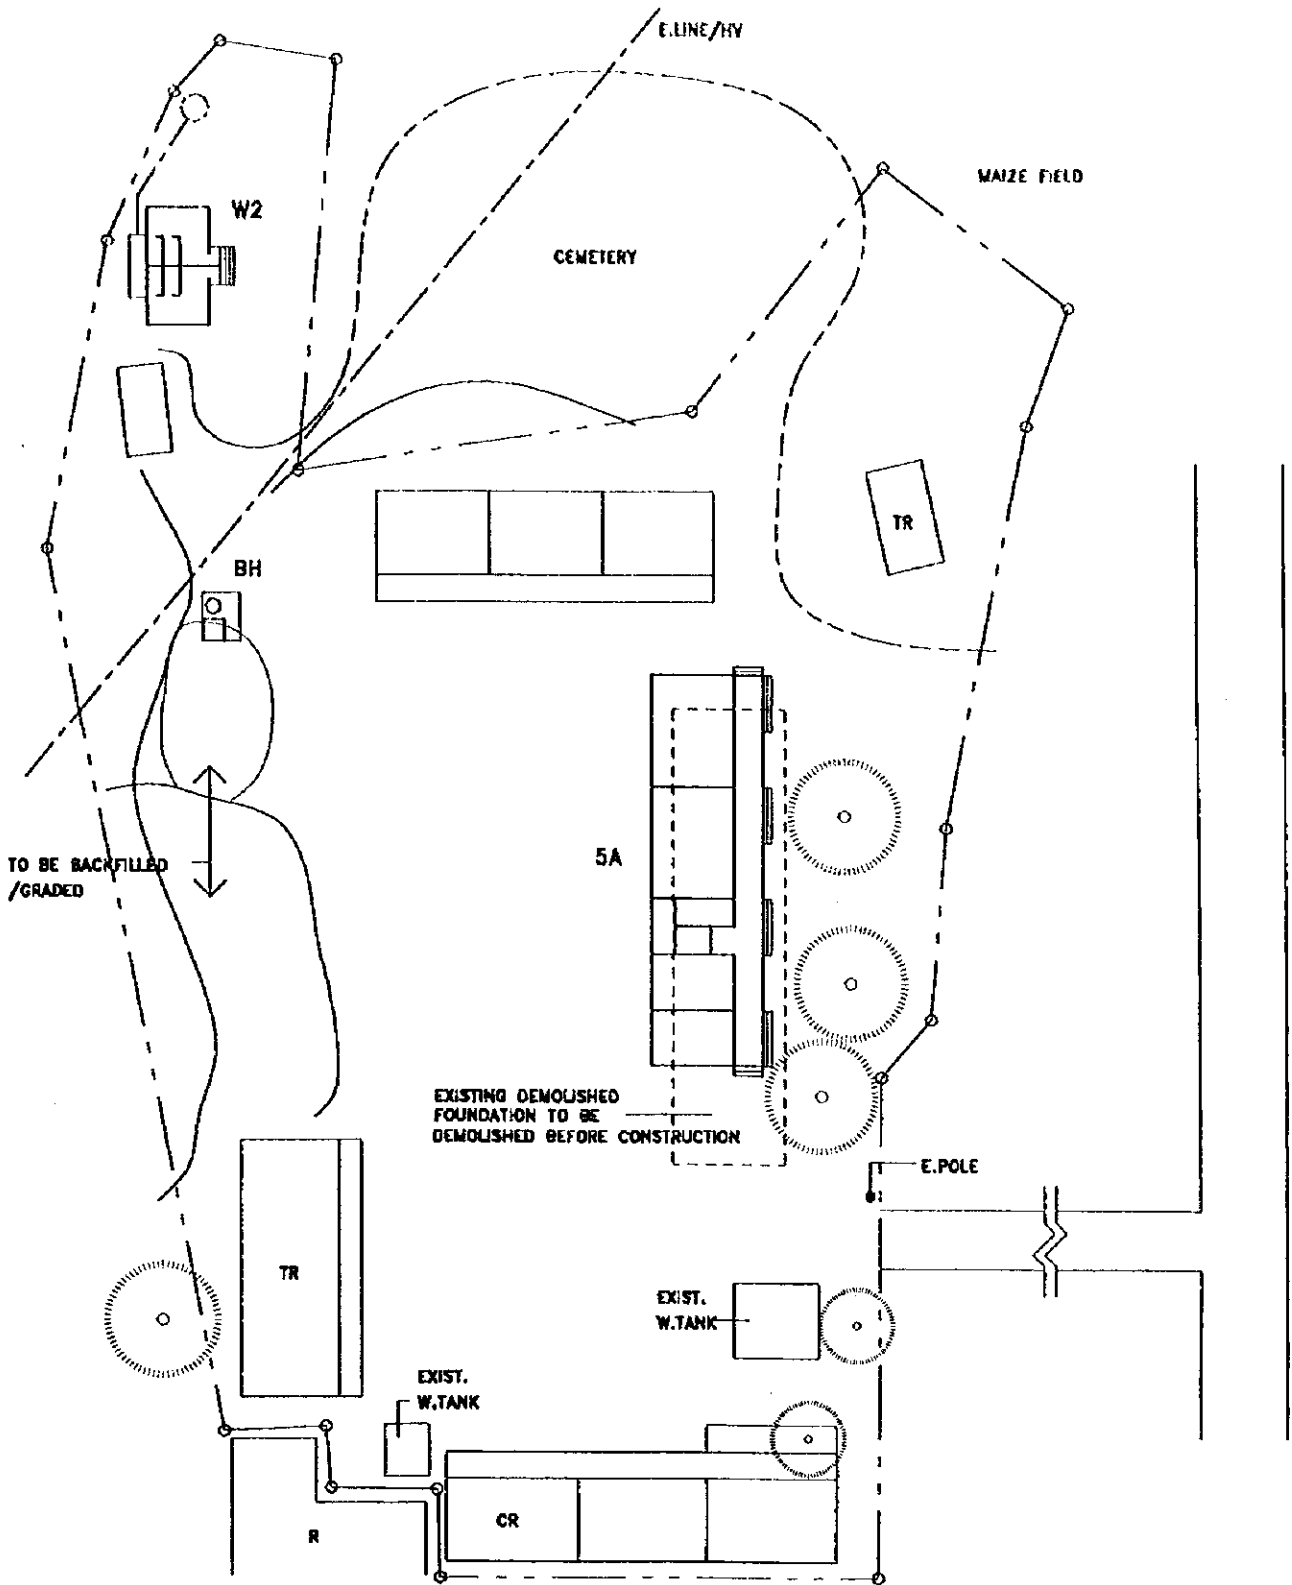 E.LINE/HV
MAIZE FIELD
W2
CEMETERY
TR
BH
5A
TO BE BACKFILLED
/GRADED
EXISTING DEMOLISHED
FOUNDATION TO BE
DEMOLISHED BEFORE CONSTRUCTION
E.POLE
TR
EXIST.
W.TANK
EXIST.
W.TANK
CR
R